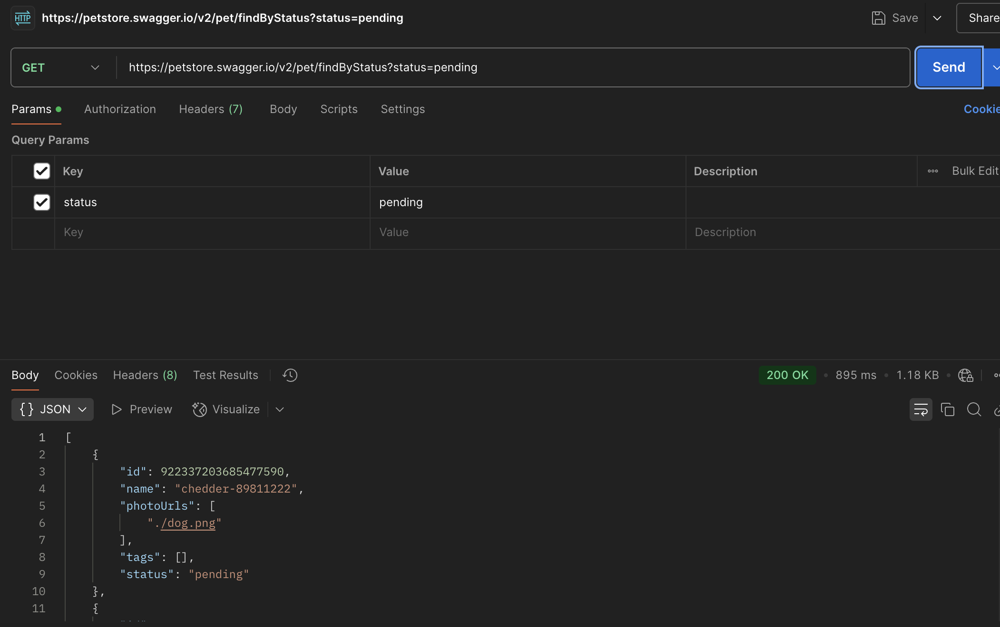 HTTP https://petstore.swagger.io/v2/pet/findByStatus?status=pending Save Share
GET https://petstore.swagger.io/v2/pet/findByStatus?status=pending Send
Params Authorization Headers (7) Body Scripts Settings Cookie
Query Params
Key Value Description Bulk Edit
status pending
Key Value Description
Body Cookies Headers (8) Test Results 200 OK • 895 ms • 1.18 KB •
{} JSON Preview Visualize
1 [
2 {
3 "id": 922337203685477590,
4 "name": "chedder-89811222",
5 "photoUrls": [
6 "./dog.png"
7 ],
8 "tags": [],
9 "status": "pending"
10 },
11 {